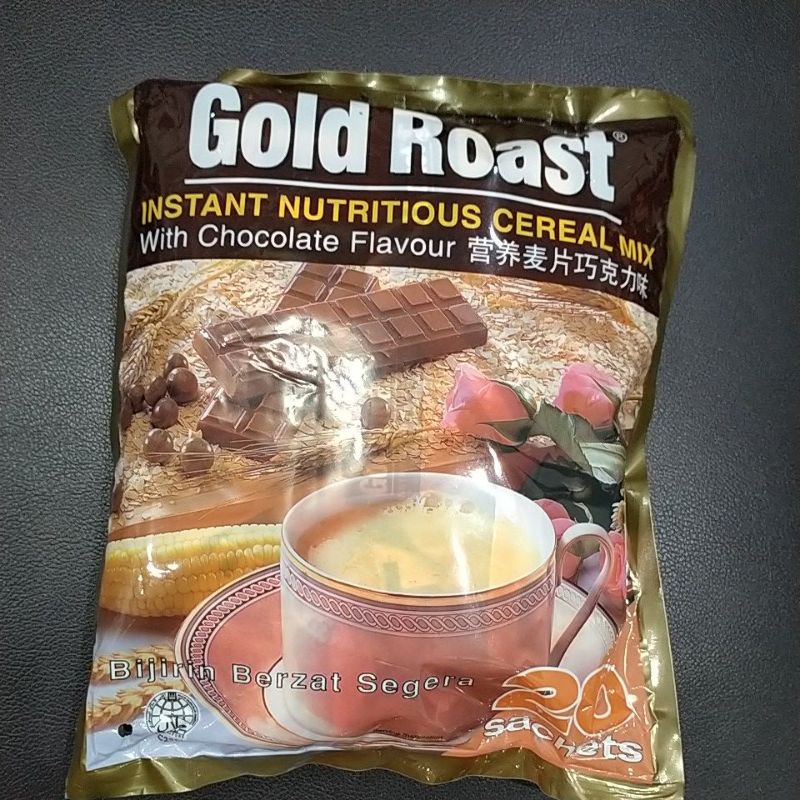 Gold Roast®
INSTANT NUTRITIOUS CEREAL MIX
With Chocolate Flavour 营养麦片巧克力味
Bijirin Berzat Segera
20
sachets